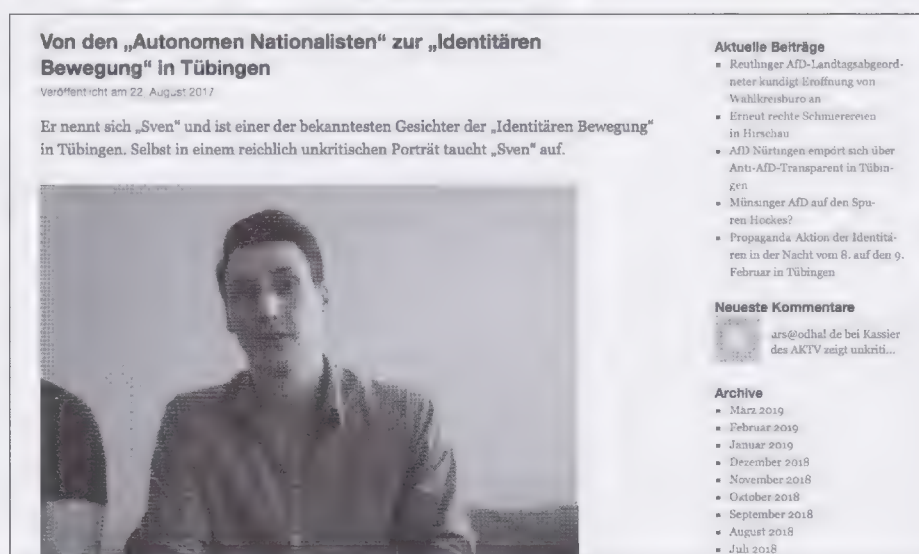 Von den „Autonomen Nationalisten“ zur „Identitären
Bewegung“ in Tübingen
Veröffentlicht am 22. August 2017
Er nennt sich „Sven“ und ist einer der bekanntesten Gesichter der „Identitären Bewegung“
in Tübingen. Selbst in einem reichlich unkritischen Porträt taucht „Sven“ auf.
Aktuelle Beiträge
Reutlinger AfD-Landtagsabgeord-
neter kündigt Eröffnung von
Wahlkreisbüro an
Erneut rechte Schmierereien
in Hirschau
AfD Nürtingen empört sich über
Anti-AfD-Transparent in Tübin-
gen
Münsinger AfD auf den Spu-
ren Höckes?
Propaganda-Aktion der Identitä-
ren in der Nacht vom 8. auf den 9.
Februar in Tübingen
Neueste Kommentare
ars@odhal.de bei Kassier
des AKTV zeigt unkriti...
Archive
März 2019
Februar 2019
Januar 2019
Dezember 2018
November 2018
Oktober 2018
September 2018
August 2018
Juli 2018